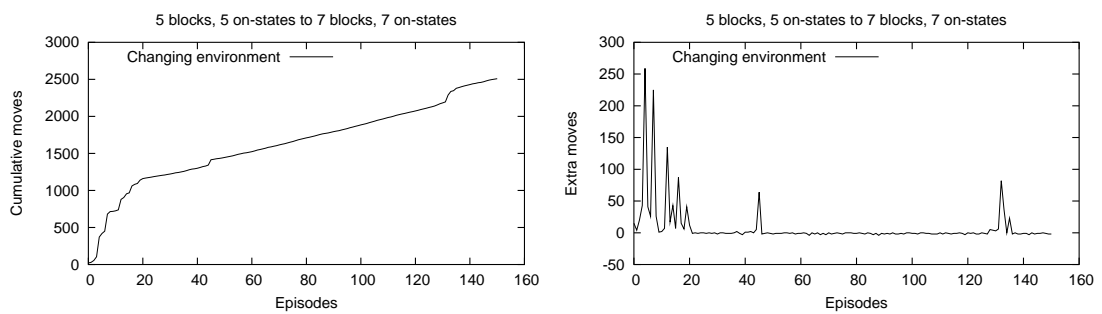 5 blocks, 5 on-states to 7 blocks, 7 on-states
3000
2500
2000
1500
1000
500
0
Cumulative moves
Changing environment
0 20 40 60 80 100 120 140 160
Episodes
5 blocks, 5 on-states to 7 blocks, 7 on-states
300
250
200
150
100
50
0
-50
Extra moves
Changing environment
0 20 40 60 80 100 120 140 160
Episodes